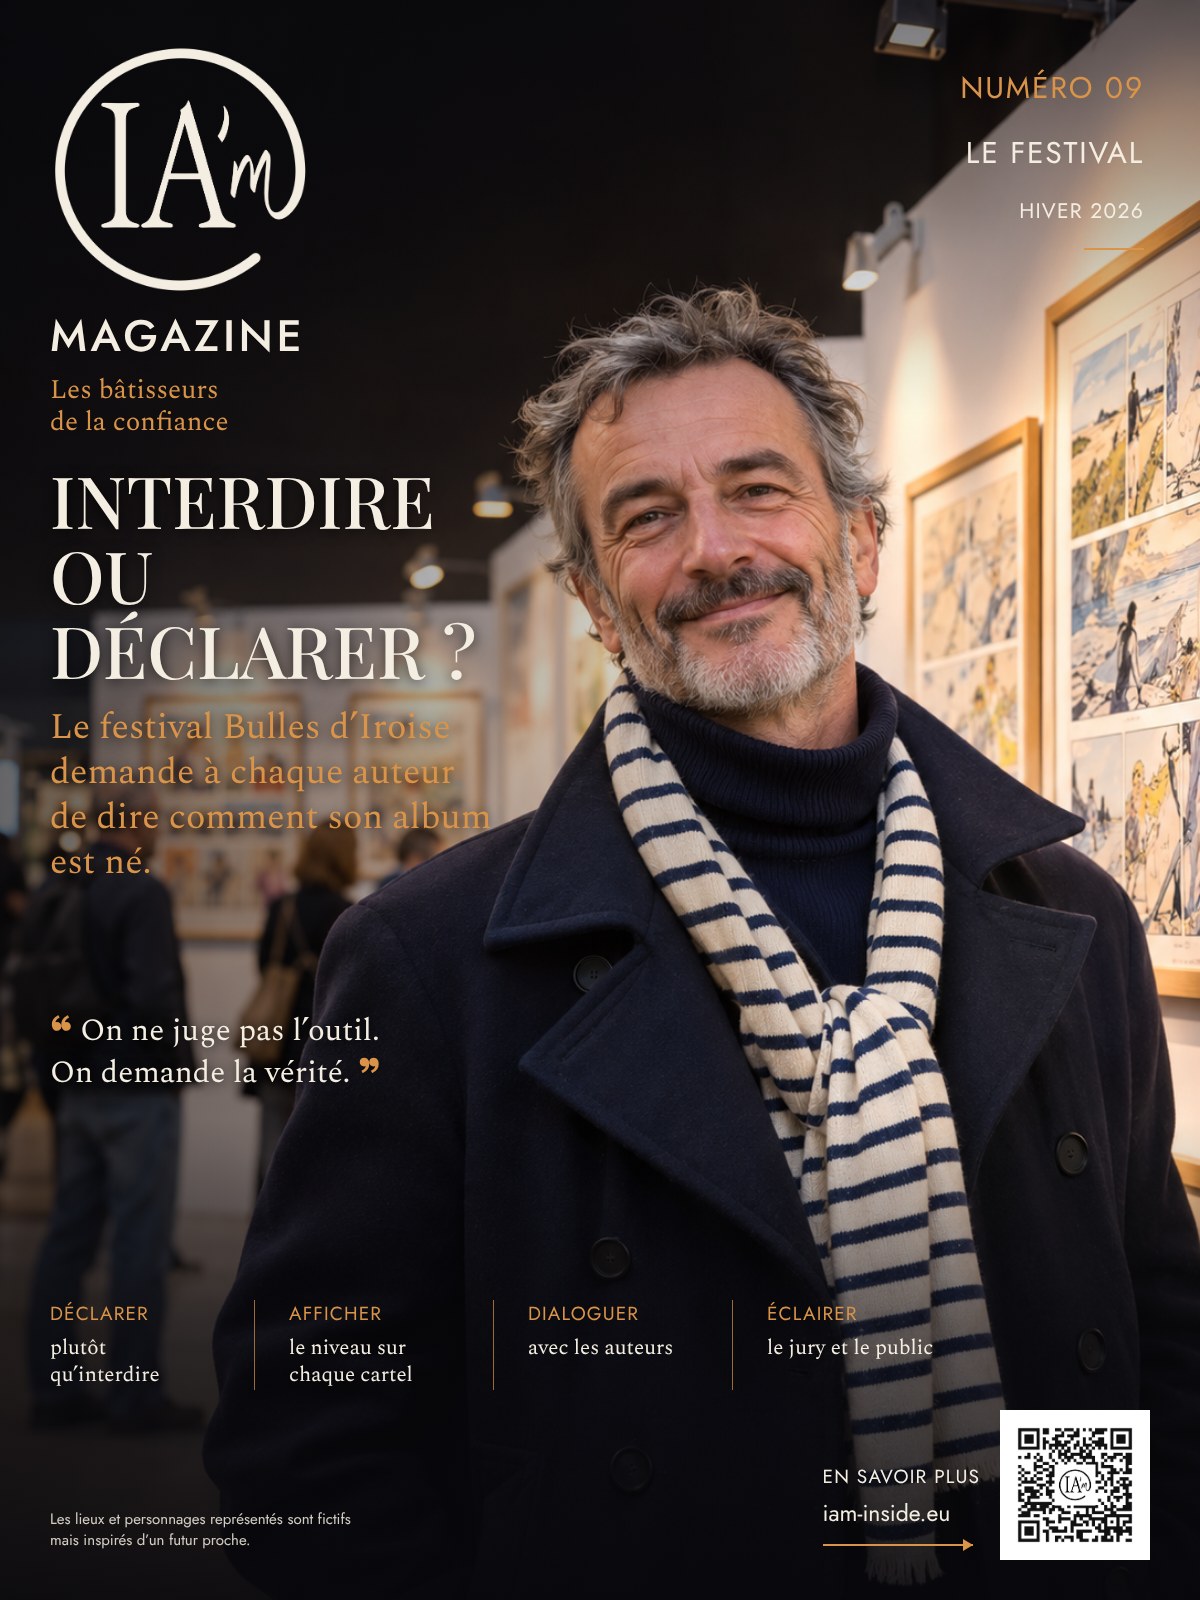 IA'm
MAGAZINE
Les bâtisseurs
de la confiance
NUMÉRO 09
LE FESTIVAL
HIVER 2026
INTERDIRE
OU
DÉCLARER ?
Le festival Bulles d’Iroise
demande à chaque auteur
de dire comment son album
est né.
“ On ne juge pas l’outil.
On demande la vérité. ”
DÉCLARER
plutôt
qu’interdire
AFFICHER
le niveau sur
chaque cartel
DIALOGUER
avec les auteurs
ÉCLAIRER
le jury et le public
Les lieux et personnages représentés sont fictifs
mais inspirés d’un futur proche.
EN SAVOIR PLUS
iam-inside.eu
IA'm